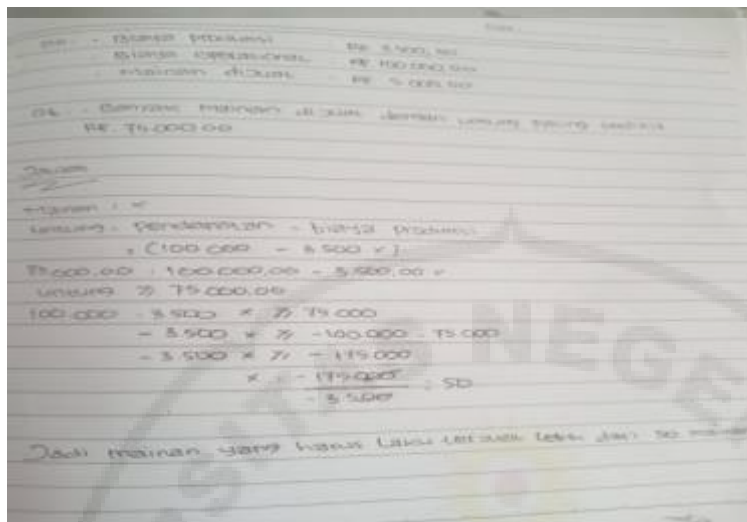 - Biaya produksi Rp 3.500,00
- Biaya operasional Rp 100.000,00
- mainan dijual Rp 5.000,00
- Banyak mainan di jual dengan untung paling sedikit
Rp. 75.000.00
Jawab
mainan : x
untung = pendapatan - biaya produksi
= (100.000 - 3.500 x)
75.000,00 = 100.000,00 - 3.500,00 x
untung ≥ 75.000,00
100.000 - 3.500 x ≥ 75.000
- 3.500 x ≥ -100.000 - 75.000
- 3.500 x ≥ - 175.000
x = - 175.000 / - 3.500 = 50
Jadi mainan yang harus laku lebih dari 50 mainan
SITAS NEGE